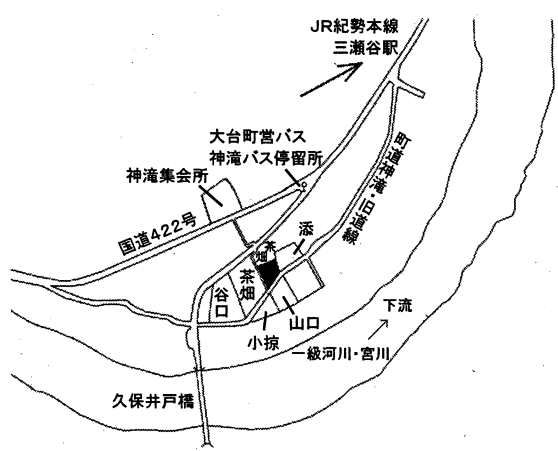 JR紀勢本線
三瀬谷駅
大台町営バス
神滝バス停留所
神滝集会所
国道422号
町道神滝・旧道線
添
茶畑
茶畑
谷口
小掠
山口
下流
一級河川・宮川
久保井戸橋